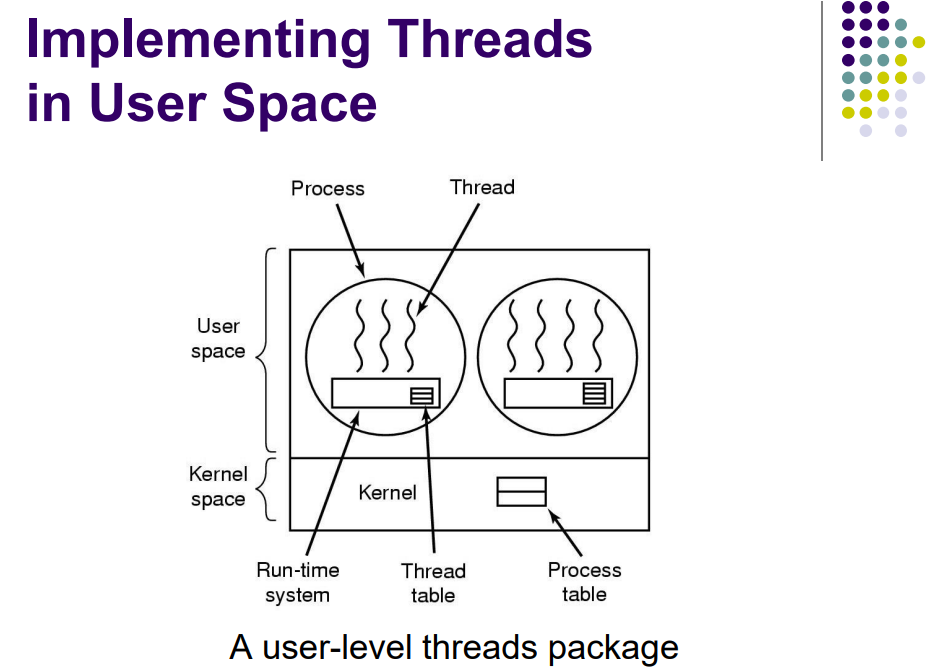 Implementing Threads
in User Space
Process
Thread
User
space
Kernel
space
Kernel
Run-time
system
Thread
table
Process
table
A user-level threads package